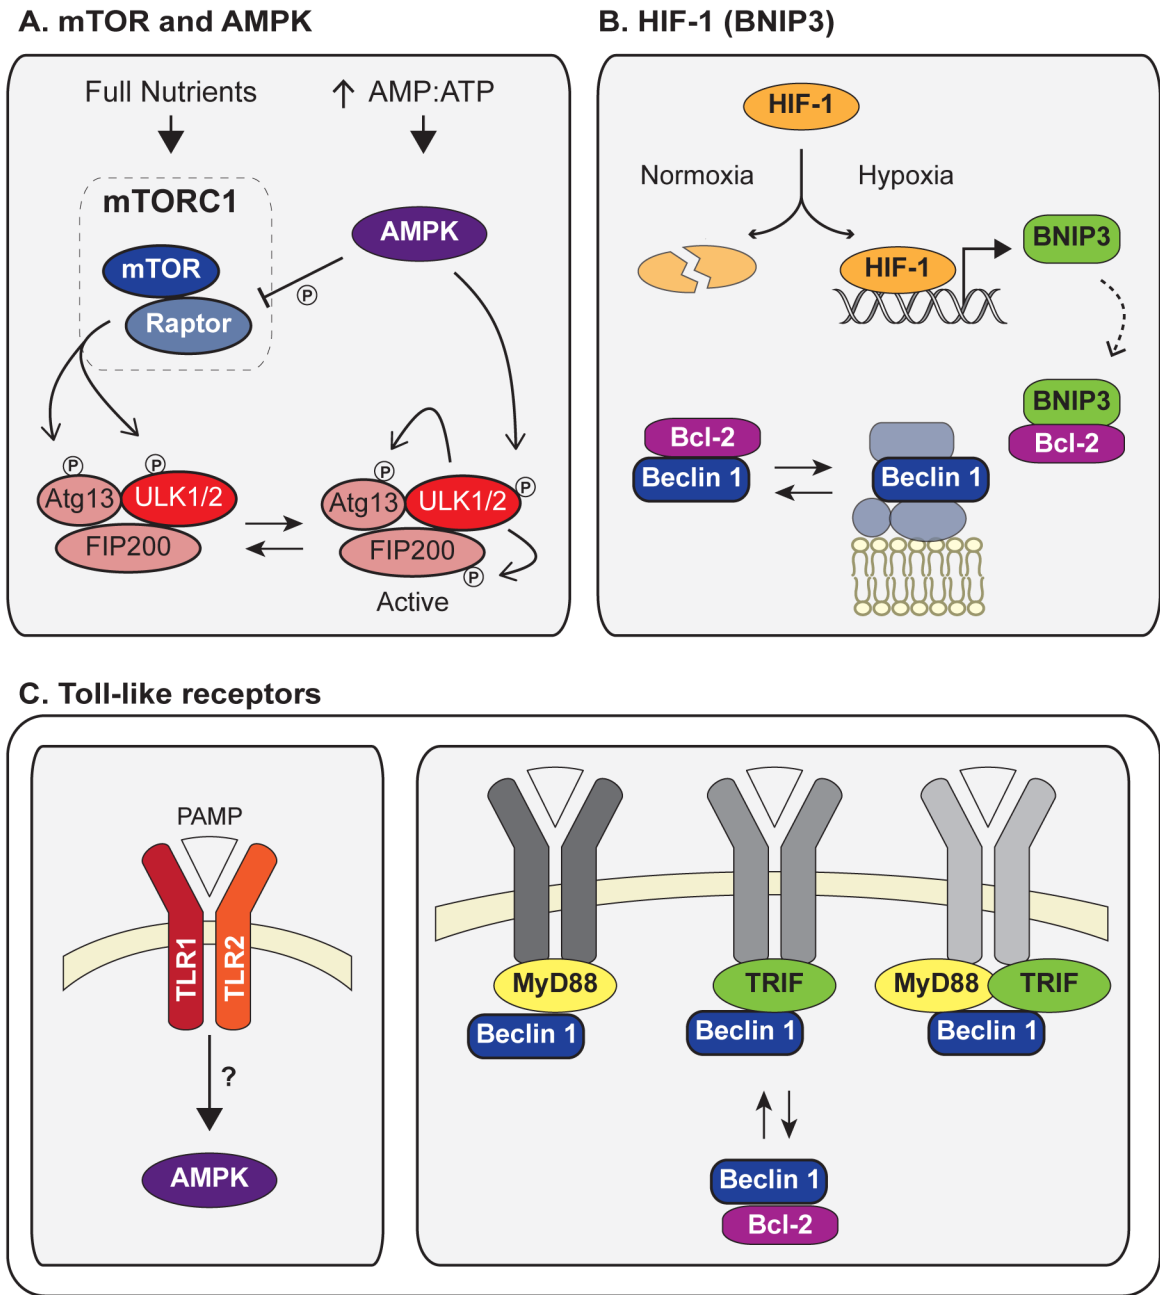 A. mTOR and AMPK
Full Nutrients
↑ AMP:ATP
mTORC1
mTOR
Raptor
AMPK
P
P
P
Atg13
ULK1/2
FIP200
P
P
Atg13
ULK1/2
FIP200
P
Active
B. HIF-1 (BNIP3)
HIF-1
Normoxia
Hypoxia
HIF-1
BNIP3
BNIP3
Bcl-2
Bcl-2
Beclin 1
Beclin 1
C. Toll-like receptors
PAMP
TLR1
TLR2
?
AMPK
MyD88
Beclin 1
TRIF
Beclin 1
MyD88
TRIF
Beclin 1
Beclin 1
Bcl-2